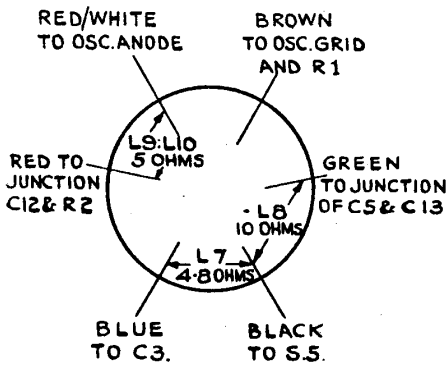 RED/WHITE
TO OSC.ANODE
BROWN
TO OSC.GRID
AND R1
L9:L10
5 OHMS
RED TO
JUNCTION
C12 & R2
GREEN
TO JUNCTION
OF C5 & C13
L8
10 OHMS
L7
4·8 OHMS
BLUE
TO C3.
BLACK
TO S.5.